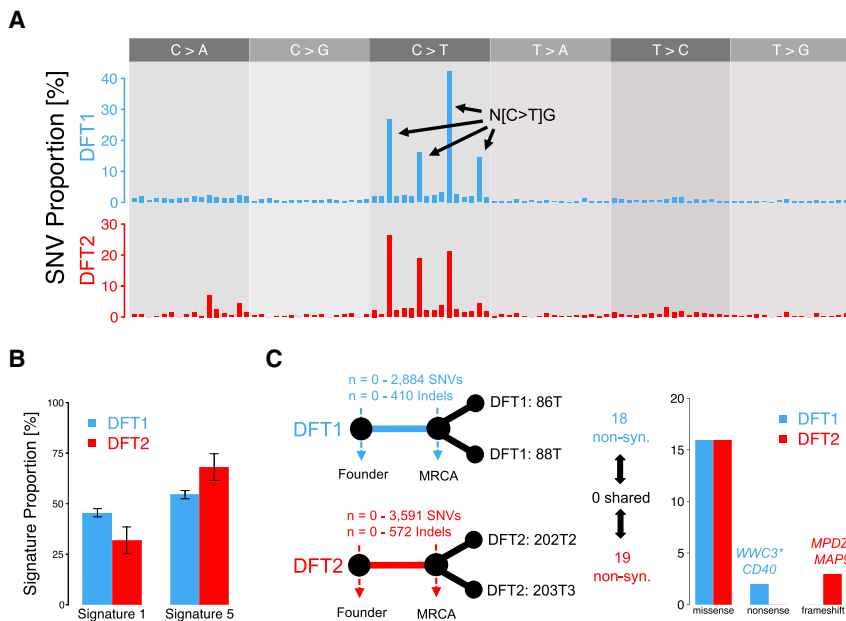 A
C > A
C > G
C > T
T > A
T > C
T > G
SNV Proportion [%]
DFT1
40
30
20
10
0
N[C>T]G
DFT2
30
20
10
0
B
Signature Proportion [%]
100
75
50
25
0
DFT1
DFT2
Signature 1
Signature 5
C
n = 0 - 2,884 SNVs
n = 0 - 410 Indels
DFT1
Founder
MRCA
DFT1: 86T
DFT1: 88T
n = 0 - 3,591 SNVs
n = 0 - 572 Indels
DFT2
Founder
MRCA
DFT2: 202T2
DFT2: 203T3
18
non-syn.
0 shared
19
non-syn.
20
15
10
5
0
DFT1
DFT2
WWC3*
CD40
MPDZ
MAP9
missense
nonsense
frameshift